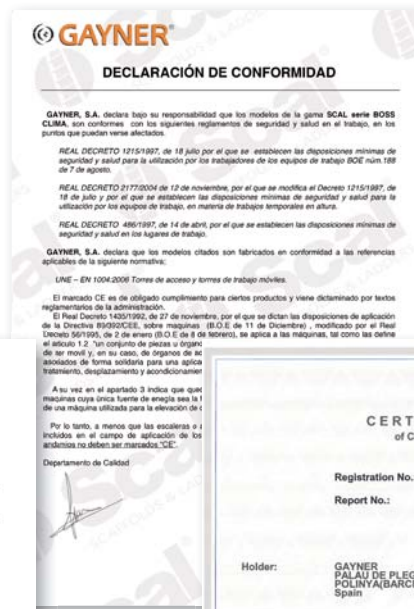 GAYNER
DECLARACIÓN DE CONFORMIDAD
GAYNER, S.A. declara bajo su responsabilidad que los modelos de la gama SCAL serie BOSS
CLIMA, son conformes con los siguientes reglamentos de seguridad y salud en el trabajo, en los
puntos que puedan verse afectados.
REAL DECRETO 1215/1997, de 18 julio por el que se establecen las disposiciones mínimas de
seguridad y salud para la utilización por los trabajadores de los equipos de trabajo BOE núm.188
de 7 de agosto.
REAL DECRETO 2177/2004 de 12 de noviembre, por el que se modifica el Decreto 1215/1997, de
18 de julio y por el que se establecen las disposiciones mínimas de seguridad y salud para la
utilización por los equipos de trabajo, en materia de trabajos temporales en altura.
REAL DECRETO 486/1997, de 14 de abril, por el que se establecen las disposiciones mínimas de
seguridad y salud en los lugares de trabajo.
GAYNER, S.A. declara que los modelos citados son fabricados en conformidad a las referencias
aplicables de la siguiente normativa:
UNE – EN 1004:2006 Torres de acceso y torres de trabajo móviles.
El marcado CE es de obligado cumplimiento para ciertos productos y viene dictaminado por textos
reglamentarios de la administración.
El Real Decreto 1435/1992, de 27 de noviembre, por el que se dictan las disposiciones de aplicación
de la Directiva 89/392/CEE, sobre maquinas (B.O.E de 11 de Diciembre) , modificado por el Real
Decreto 56/1995, de 2 de enero (B.O.E de 8 de febrero), se aplica a las máquinas, tal como las define
el articulo 1.2 "un conjunto de piezas u órganos
de ser movil y, en su caso, de órganos de
asociados de forma solidaria para una
tratamiento, desplazamiento y
A su vez en el apartado 3 indica que
maquinas cuya única fuente de enegía sea la
de una máquina utilizada para la elevación de
Por lo tanto, a menos que las escaleras o
incluidos en el campo de aplicación de los
andamios no deben ser marcados "CE".
Departamento de Calidad
CERT
of C
Registration No.
Report No.:
Holder: GAYNER
PALAU DE PLEG
POLINYA(BARCE
Spain